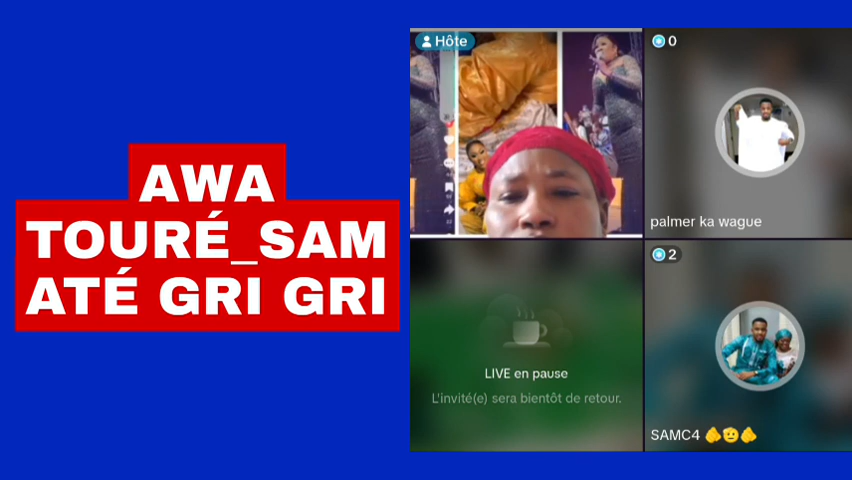 AWA
TOURÉ_SAM
ATÉ GRI GRI
Hôte
0
palmer ka wague
LIVE en pause
L'invité(e) sera bientôt de retour.
2
SAMC4 🫵🤕🫵